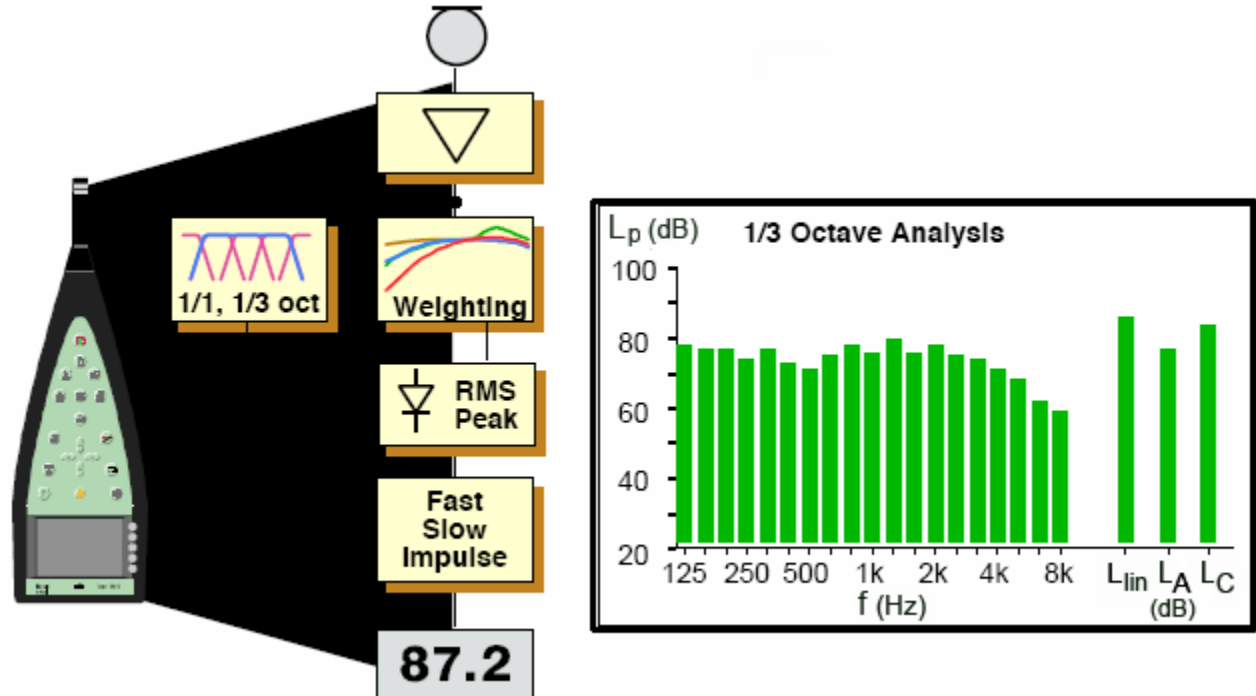 1/1, 1/3 oct
Weighting
RMS
Peak
Fast
Slow
Impulse
87.2
Lp (dB) 1/3 Octave Analysis
100
80
60
40
20
125 250 500 1k 2k 4k 8k
f (Hz)
Llin LA LC
(dB)